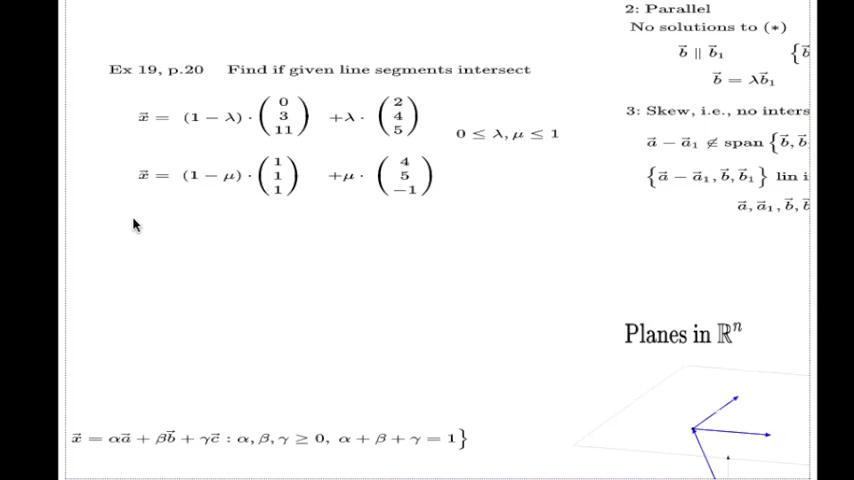 Ex 19, p.20 Find if given line segments intersect
x⃗ = (1 − λ) · (0 3 11) +λ · (2 4 5)
0 ≤ λ, μ ≤ 1
x⃗ = (1 − μ) · (1 1 1) +μ · (4 5 −1)
x⃗ = αa⃗ + βb⃗ + γc⃗ : α, β, γ ≥ 0, α + β + γ = 1}
2: Parallel
No solutions to (∗)
b⃗ ∥ b⃗₁ {b⃗
b⃗ = λb⃗₁
3: Skew, i.e., no inters
a⃗ − a⃗₁ ∉ span {b⃗, b⃗
{a⃗ − a⃗₁, b⃗, b⃗₁} lin i
a⃗, a⃗₁, b⃗, b⃗
Planes in ℝⁿ